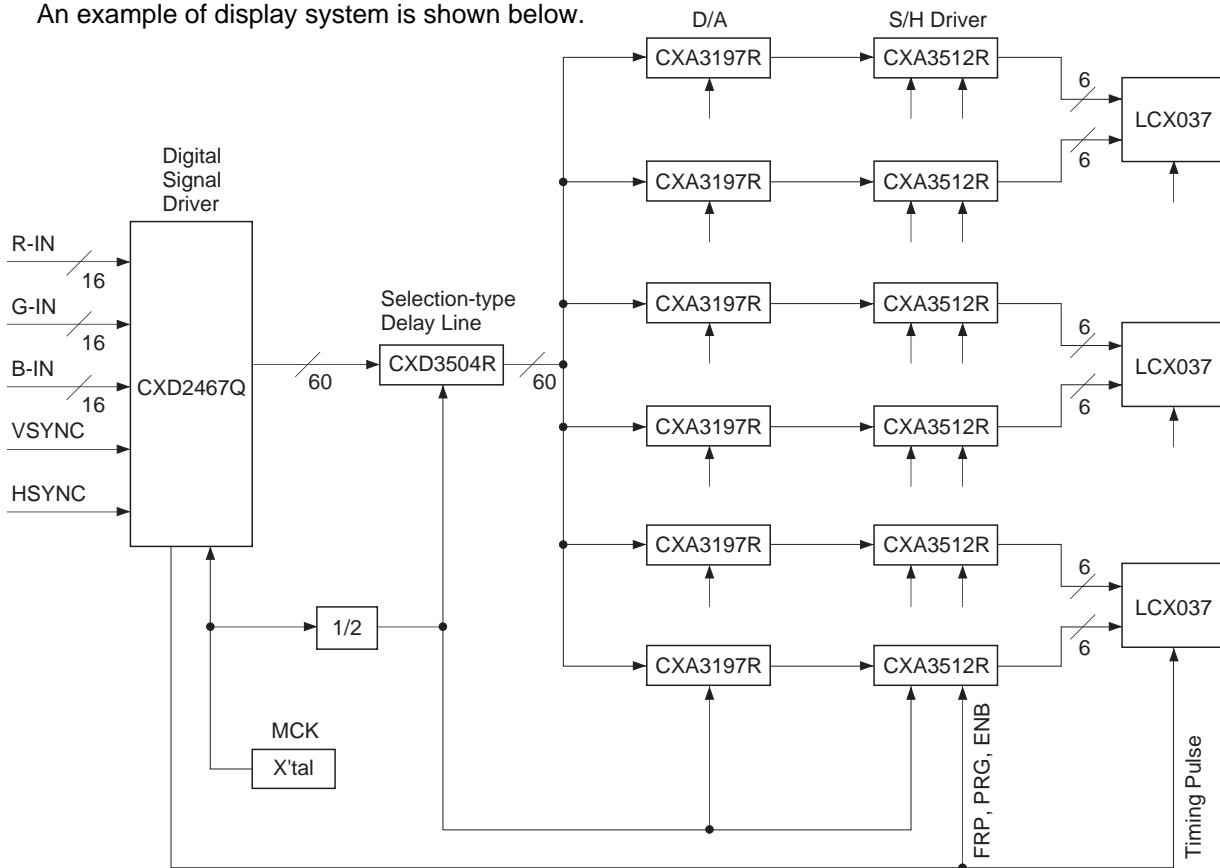 An example of display system is shown below.
D/A
S/H Driver
CXA3197R
CXA3512R
6
LCX037
6
CXA3197R
CXA3512R
Digital
Signal
Driver
R-IN
16
G-IN
16
B-IN
16
VSYNC
HSYNC
CXD2467Q
60
Selection-type
Delay Line
CXD3504R
60
CXA3197R
CXA3512R
6
LCX037
6
CXA3197R
CXA3512R
CXA3197R
CXA3512R
6
LCX037
6
CXA3197R
CXA3512R
1/2
MCK
X'tal
FRP, PRG, ENB
Timing Pulse